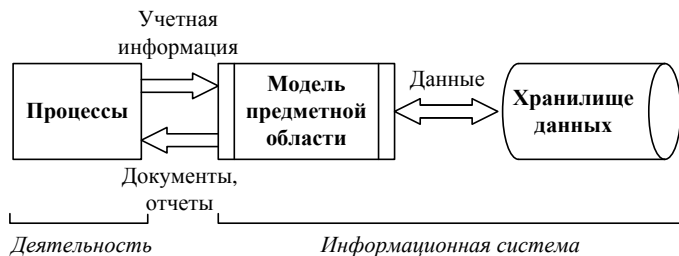 Учетная
информация
Процессы
Документы,
отчеты
Модель
предметной
области
Данные
Хранилище
данных
Деятельность
Информационная система